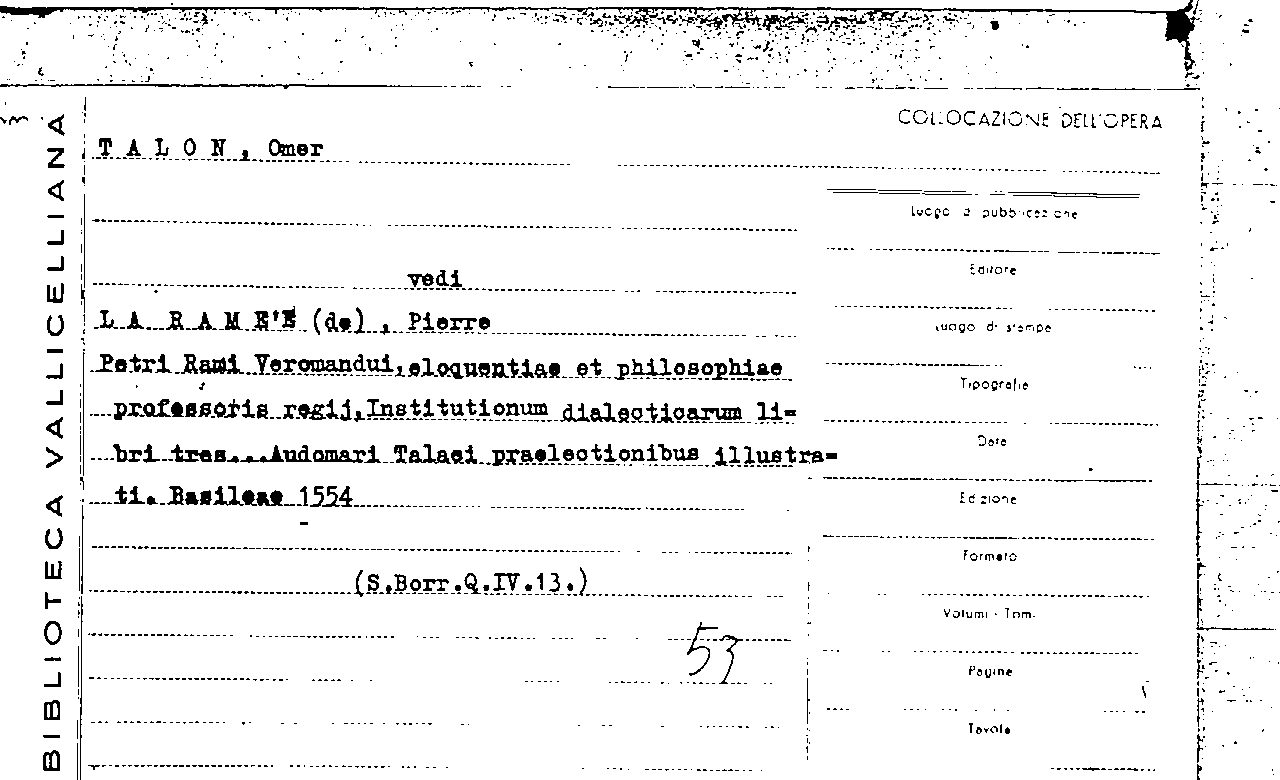 BIBLIOTECA VALLICELLIANA
COLLOCAZIONE DELL'OPERA
T A L O N , Omer
vedi
L A R A M E'E (de) , Pierre
Petri Rami Veromandui,eloquentiae et philosophiae
professoris regij,Institutionum dialecticarum li=
bri tres...Audomari Talaei praelectionibus illustra=
ti. Basileae 1554
(S.Borr.Q.IV.13.)
53
Luogo di pubblicazione
Editore
Luogo di stampa
Tipografia
Data
Edizione
Formato
Volumi - Tomi
Pagine
Tavole